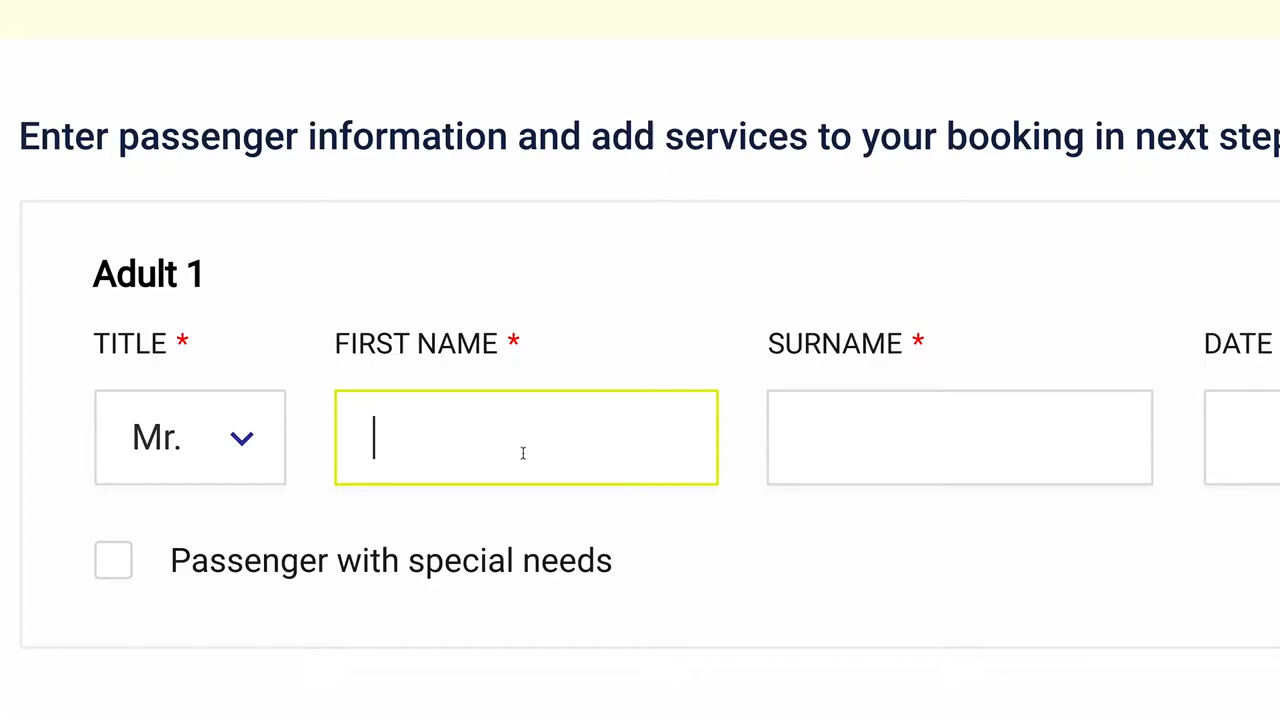 Enter passenger information and add services to your booking in next step
Adult 1
TITLE * FIRST NAME * SURNAME * DATE
Mr.
Passenger with special needs